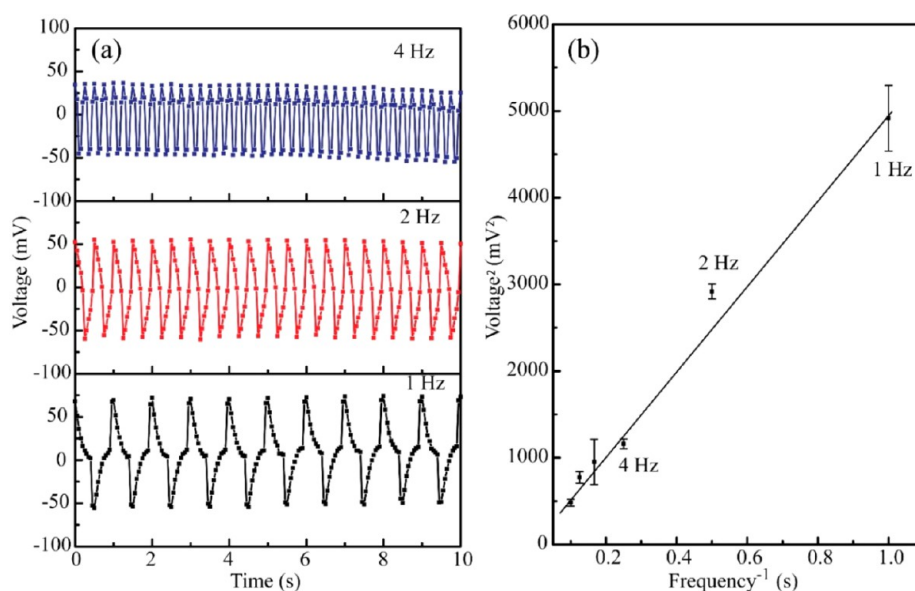 (a)
4 Hz
100
50
0
-50
-100
2 Hz
50
0
-50
-100
1 Hz
50
0
-50
-100
Voltage (mV)
0 2 4 6 8 10
Time (s)
(b)
6000
5000
4000
3000
2000
1000
0
Voltage² (mV²)
1 Hz
2 Hz
4 Hz
0.2 0.4 0.6 0.8 1.0
Frequency⁻¹ (s)